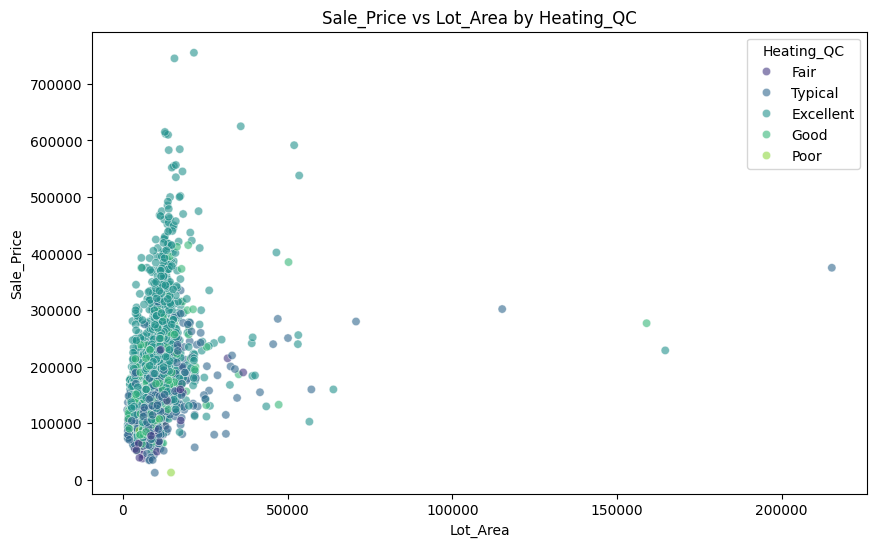 Sale_Price vs Lot_Area by Heating_QC
Heating_QC
Fair
Typical
Excellent
Good
Poor
700000
600000
500000
400000
300000
200000
100000
0
Sale_Price
0 50000 100000 150000 200000
Lot_Area